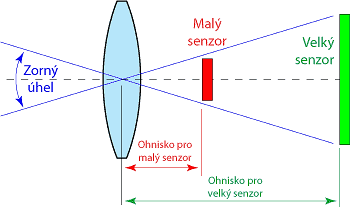 Malý
senzor
Velký
senzor
Zorný
úhel
Ohnisko pro
malý senzor
Ohnisko pro
velký senzor